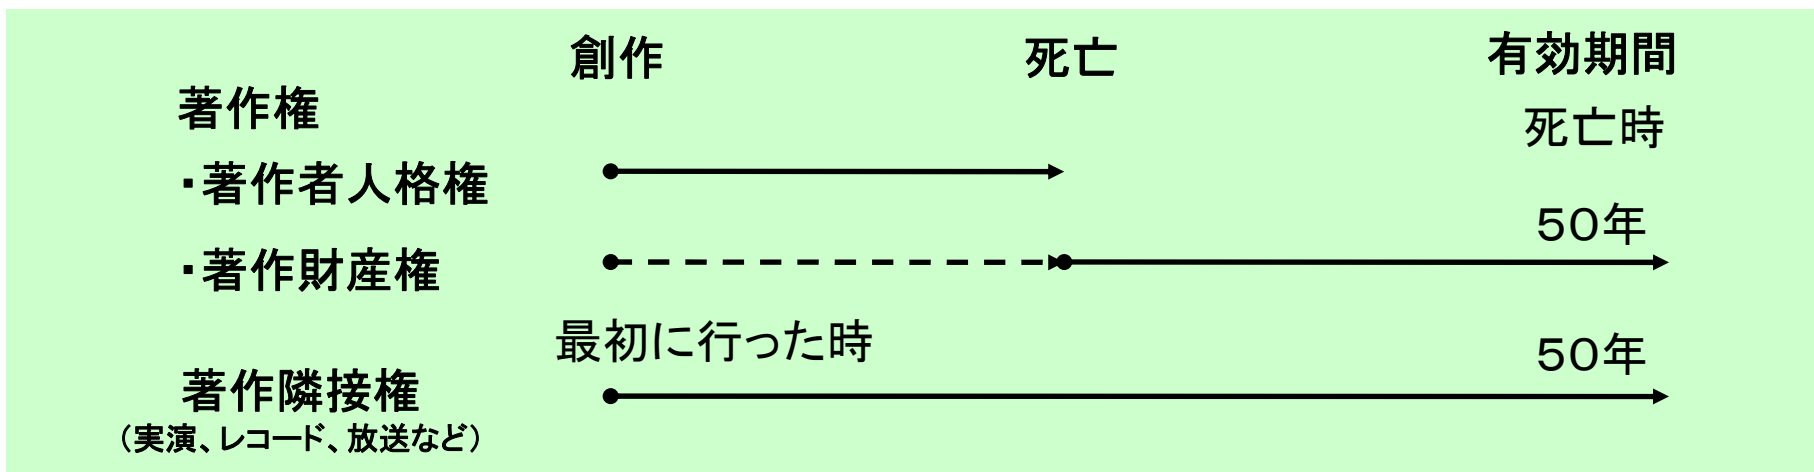 創作 死亡 有効期間
著作権 死亡時
・著作者人格権
・著作財産権 50年
最初に行った時
著作隣接権 50年
（実演、レコード、放送など）